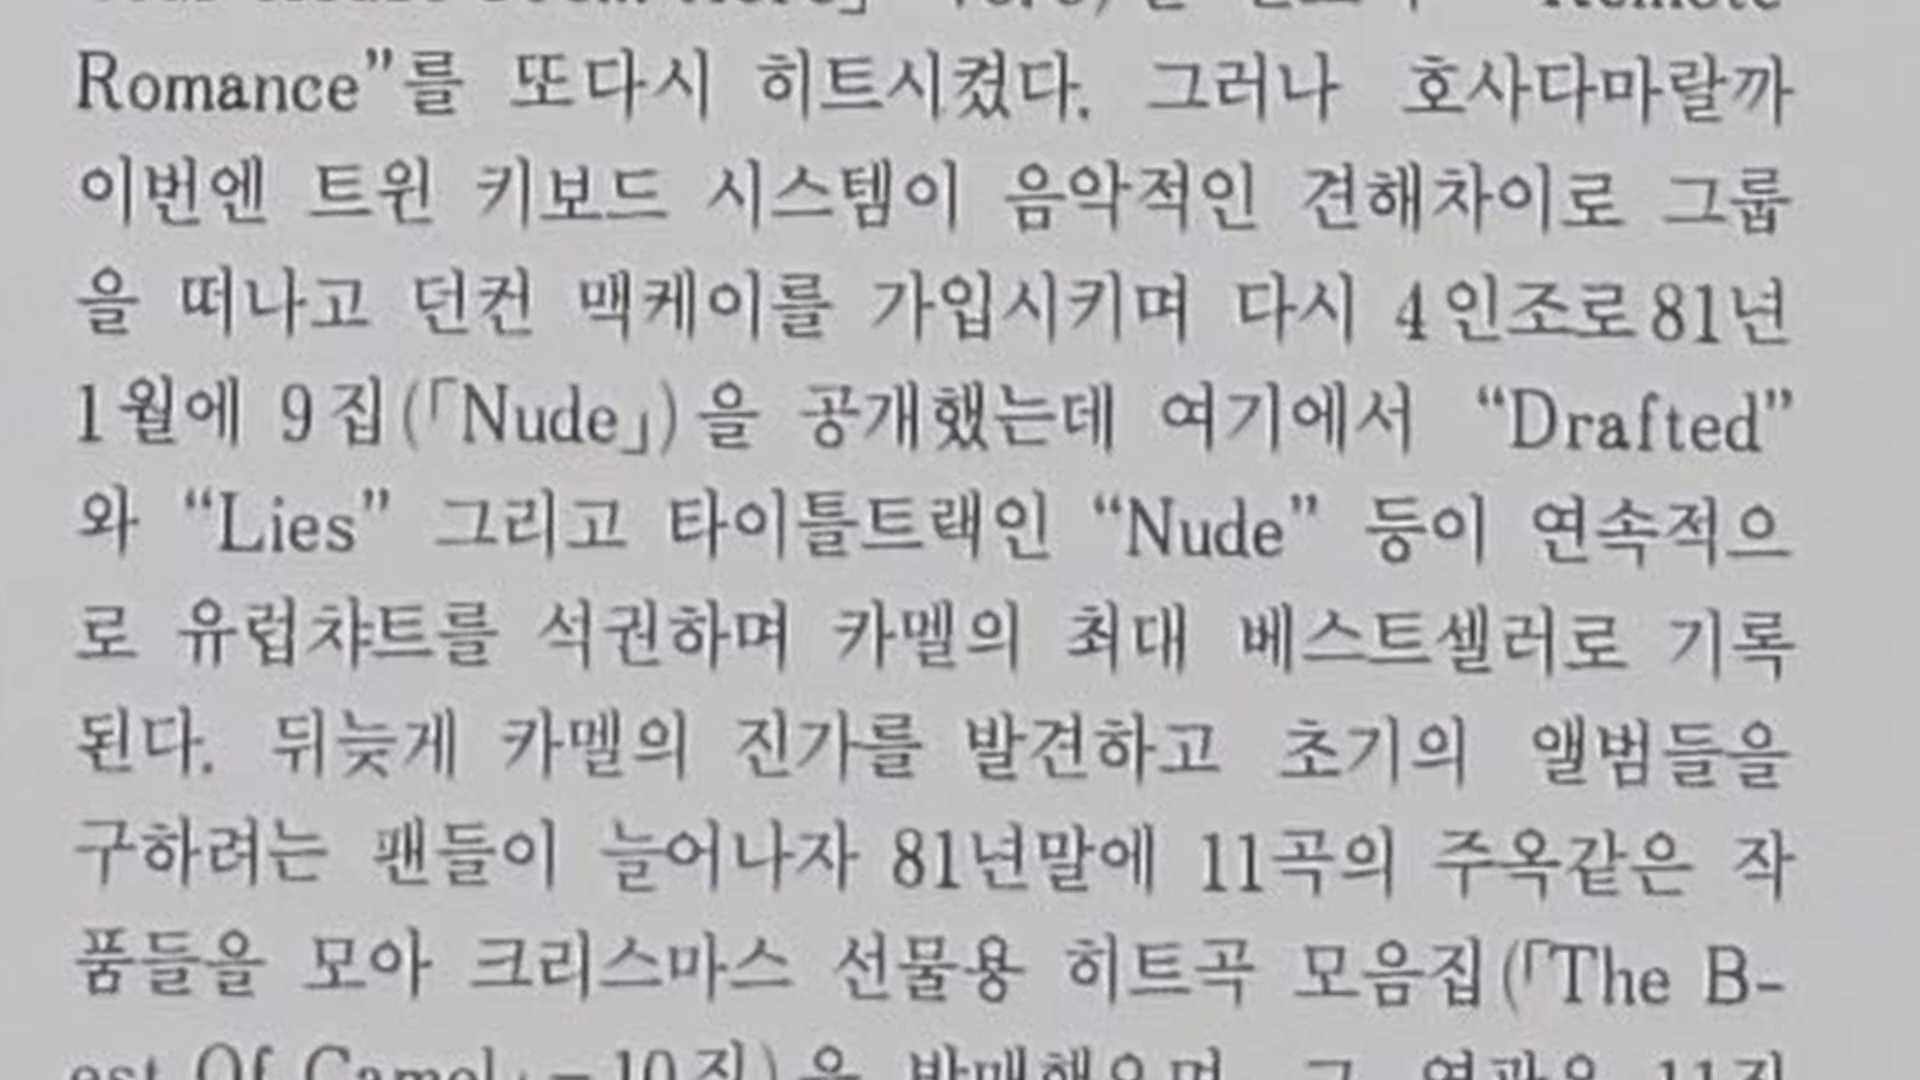 Romance”를 또다시 히트시켰다. 그러나 호사다마랄까
이번엔 트윈 키보드 시스템이 음악적인 견해차이로 그룹
을 떠나고 던컨 맥케이를 가입시키며 다시 4인조로 81년
1월에 9집(「Nude」)을 공개했는데 여기에서 “Drafted”
와 “Lies” 그리고 타이틀트랙인 “Nude” 등이 연속적으
로 유럽챠트를 석권하며 카멜의 최대 베스트셀러로 기록
된다. 뒤늦게 카멜의 진가를 발견하고 초기의 앨범들을
구하려는 팬들이 늘어나자 81년말에 11곡의 주옥같은 작
품들을 모아 크리스마스 선물용 히트곡 모음집(「The B-
est Of Camel」-10집)을